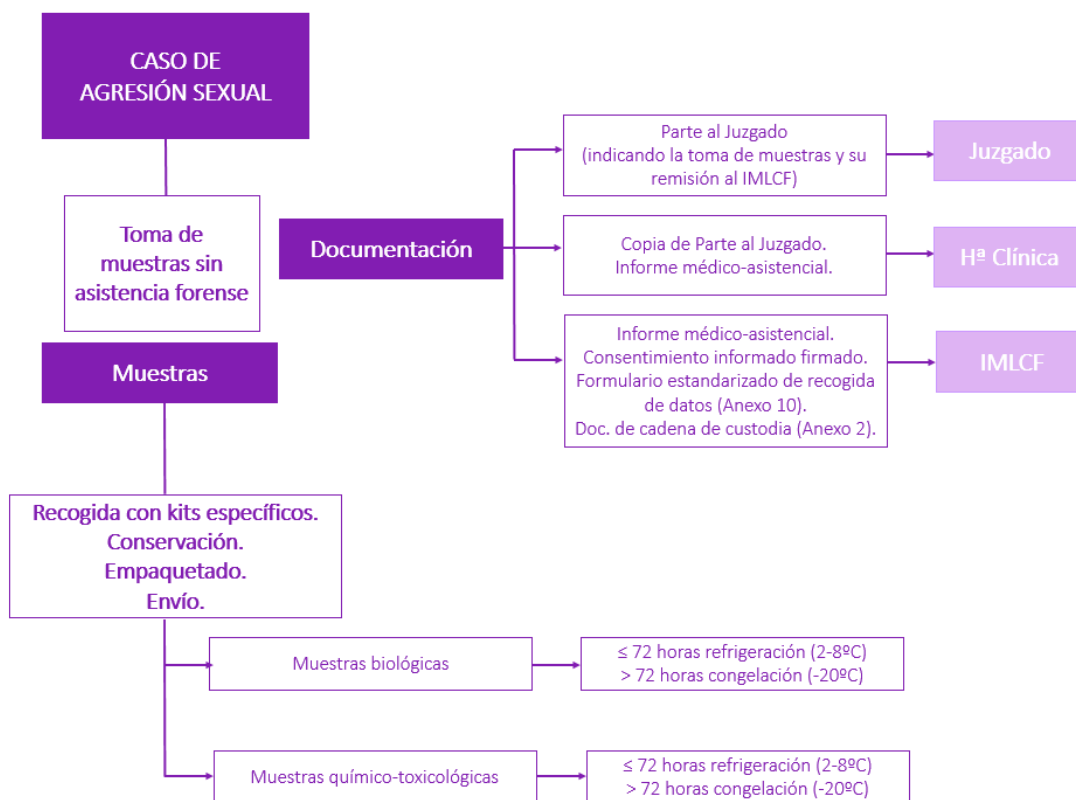 CASO DE
AGRESIÓN SEXUAL
Toma de
muestras sin
asistencia forense
Documentación
Parte al Juzgado
(indicando la toma de muestras y su
remisión al IMLCF)
Juzgado
Copia de Parte al Juzgado.
Informe médico-asistencial.
Hª Clínica
Informe médico-asistencial.
Consentimiento informado firmado.
Formulario estandarizado de recogida
de datos (Anexo 10).
Doc. de cadena de custodia (Anexo 2).
IMLCF
Muestras
Recogida con kits específicos.
Conservación.
Empaquetado.
Envío.
Muestras biológicas
≤ 72 horas refrigeración (2-8ºC)
> 72 horas congelación (-20ºC)
Muestras químico-toxicológicas
≤ 72 horas refrigeración (2-8ºC)
> 72 horas congelación (-20ºC)